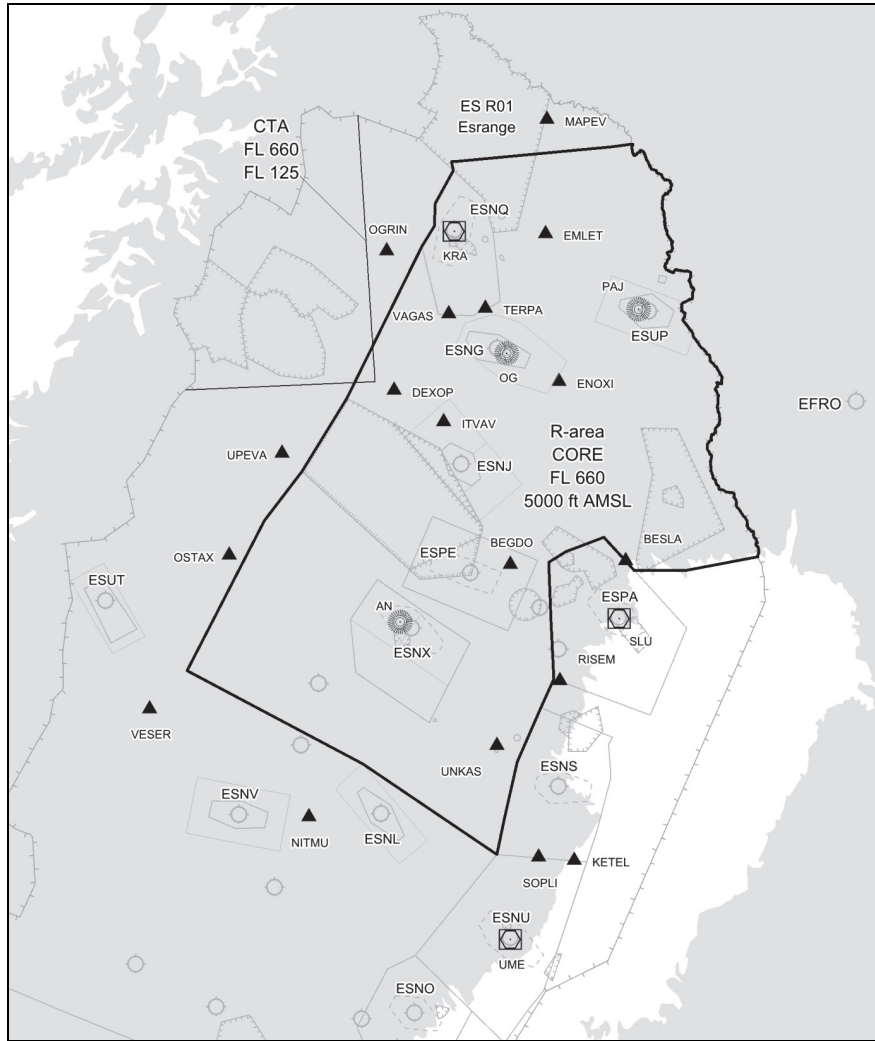 ES R01
Esrange
MAPEV
CTA
FL 660
FL 125
ESNQ
OGRIN
EMLET
KRA
PAJ
VAGAS
TERPA
ESUP
ESNG
OG
ENOXI
DEXOP
EFRO
ITVAV
R-area
CORE
FL 660
5000 ft AMSL
UPEVA
ESNJ
BESLA
ESPE
BEGDO
OSTAX
ESUT
ESPA
AN
SLU
ESNX
RISEM
VESER
UNKAS
ESNS
ESNV
NITMU
ESNL
SOPLI
KETEL
ESNU
UME
ESNO